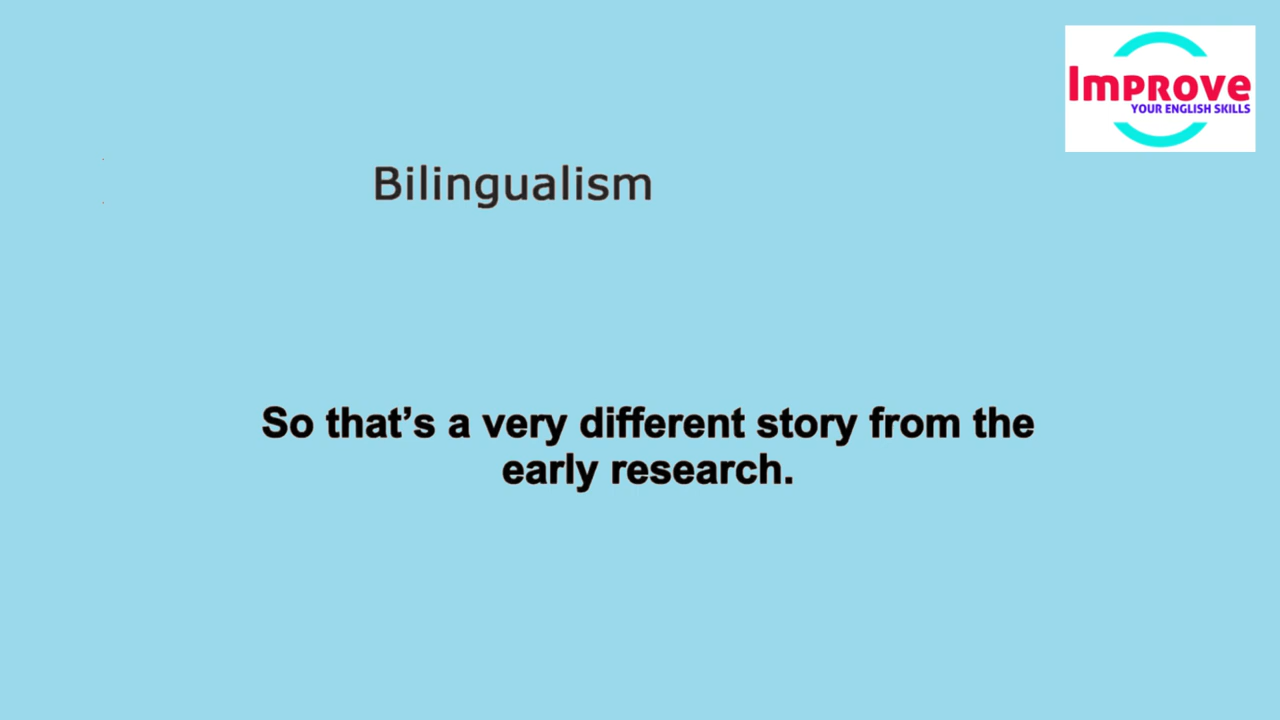 Improve
YOUR ENGLISH SKILLS
Bilingualism
So that’s a very different story from the
early research.